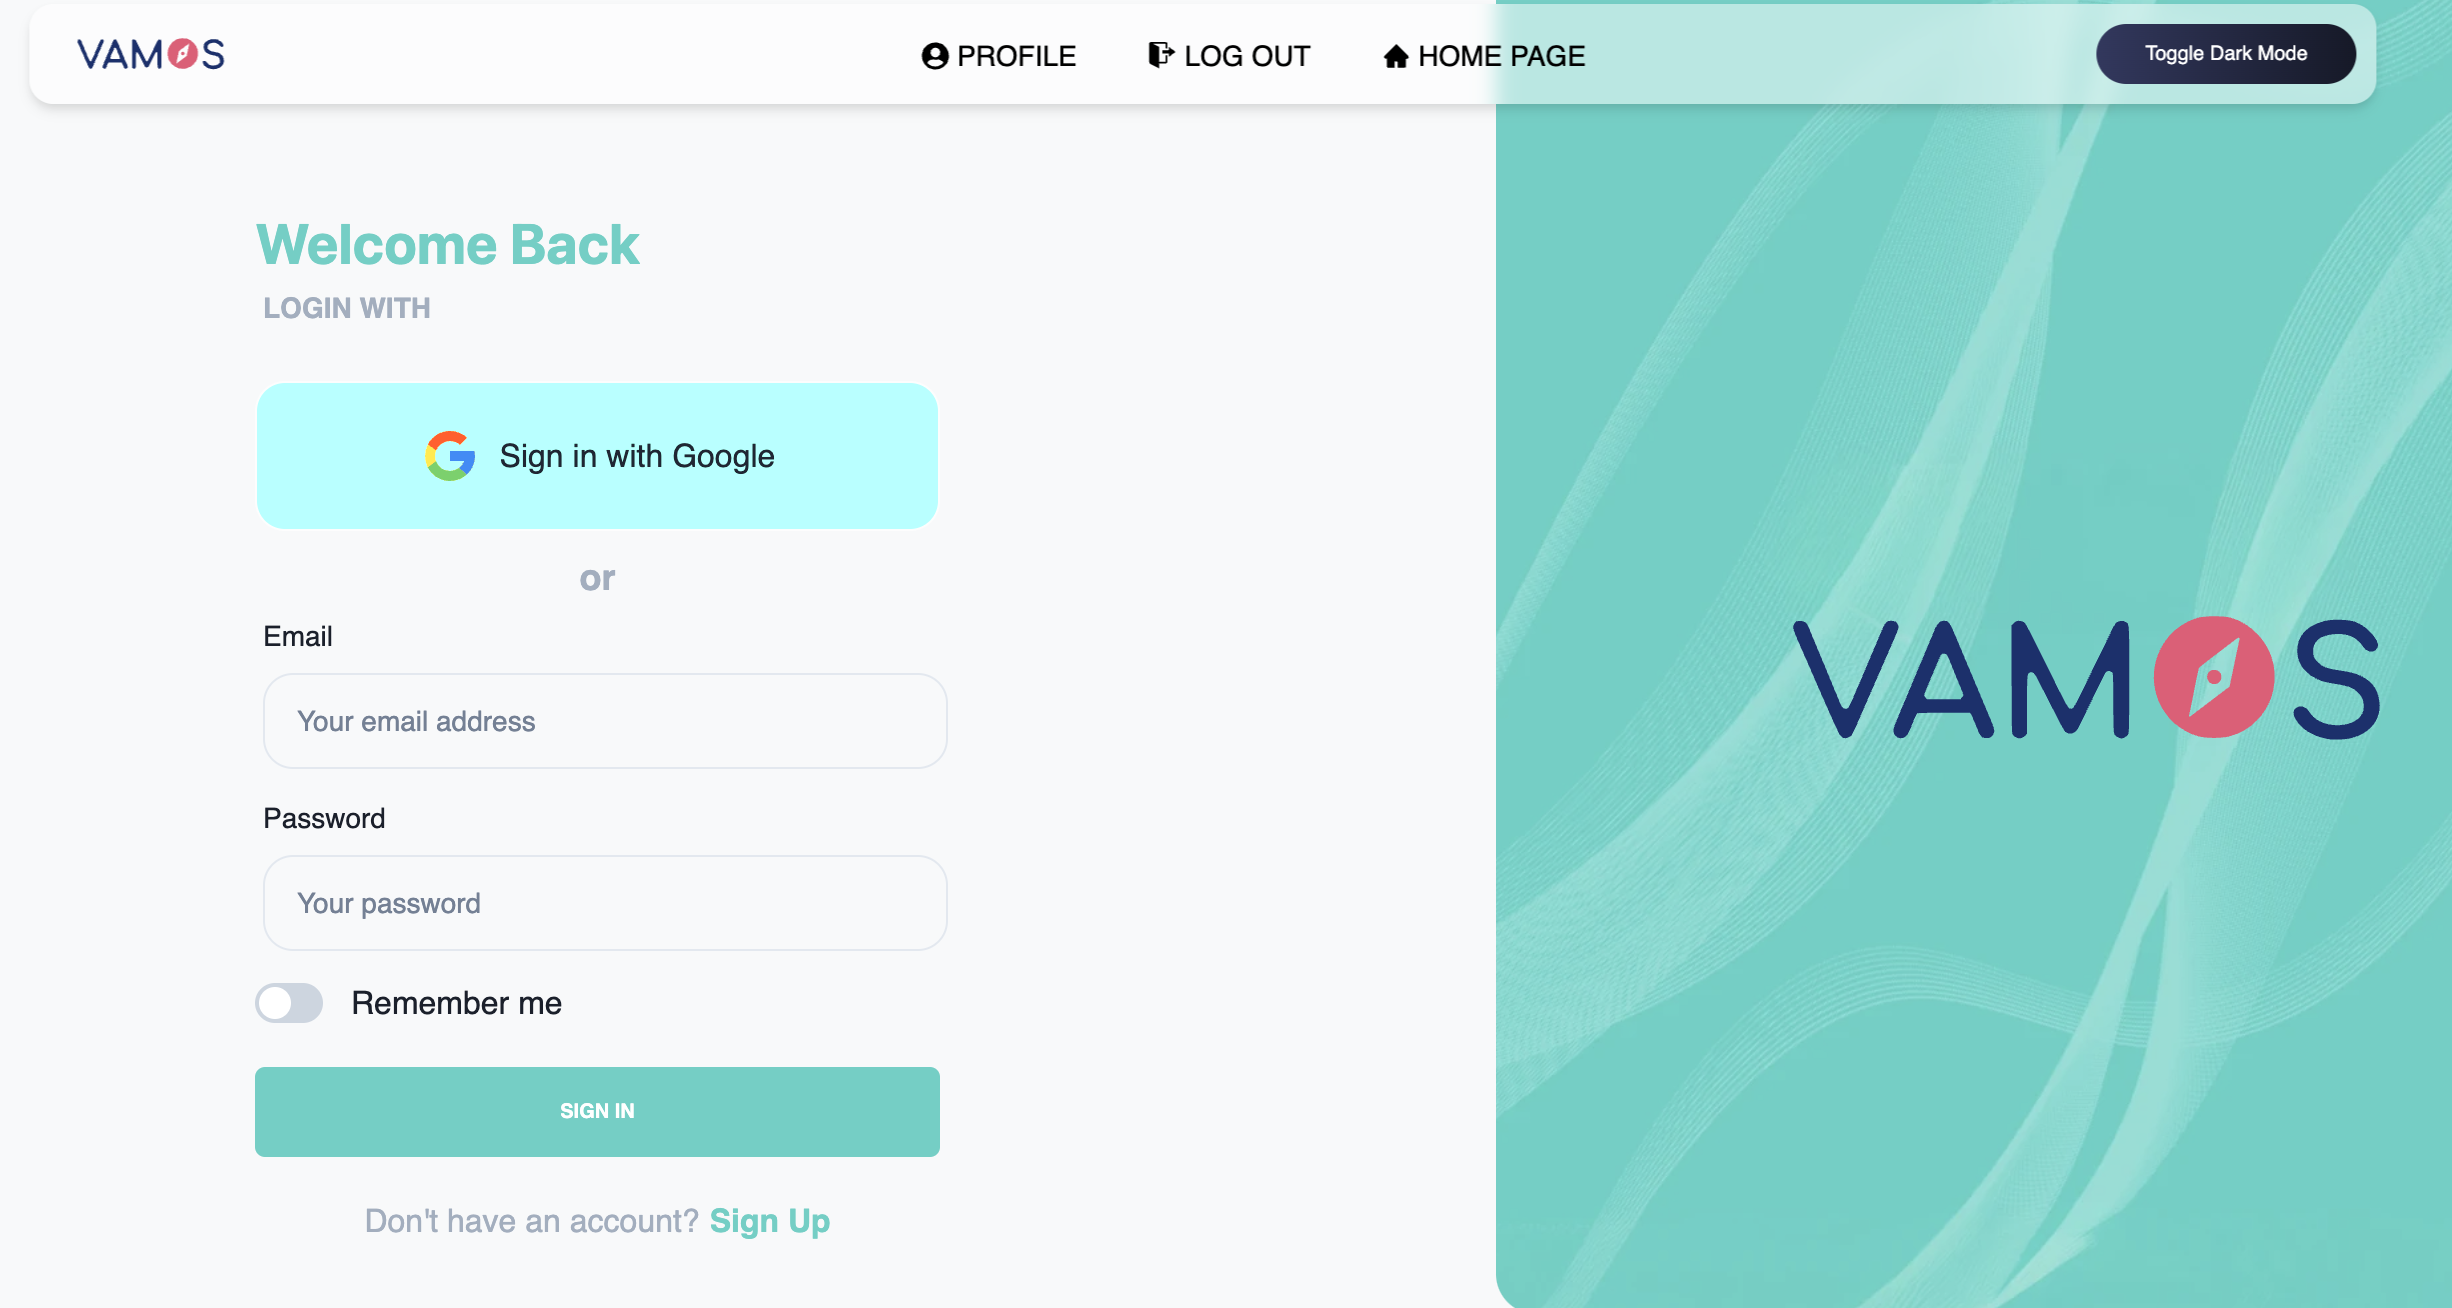 VAMOS
PROFILE
LOG OUT
HOME PAGE
Toggle Dark Mode
Welcome Back
LOGIN WITH
Sign in with Google
or
Email
Your email address
Password
Your password
Remember me
SIGN IN
Don't have an account? Sign Up
VAMOS